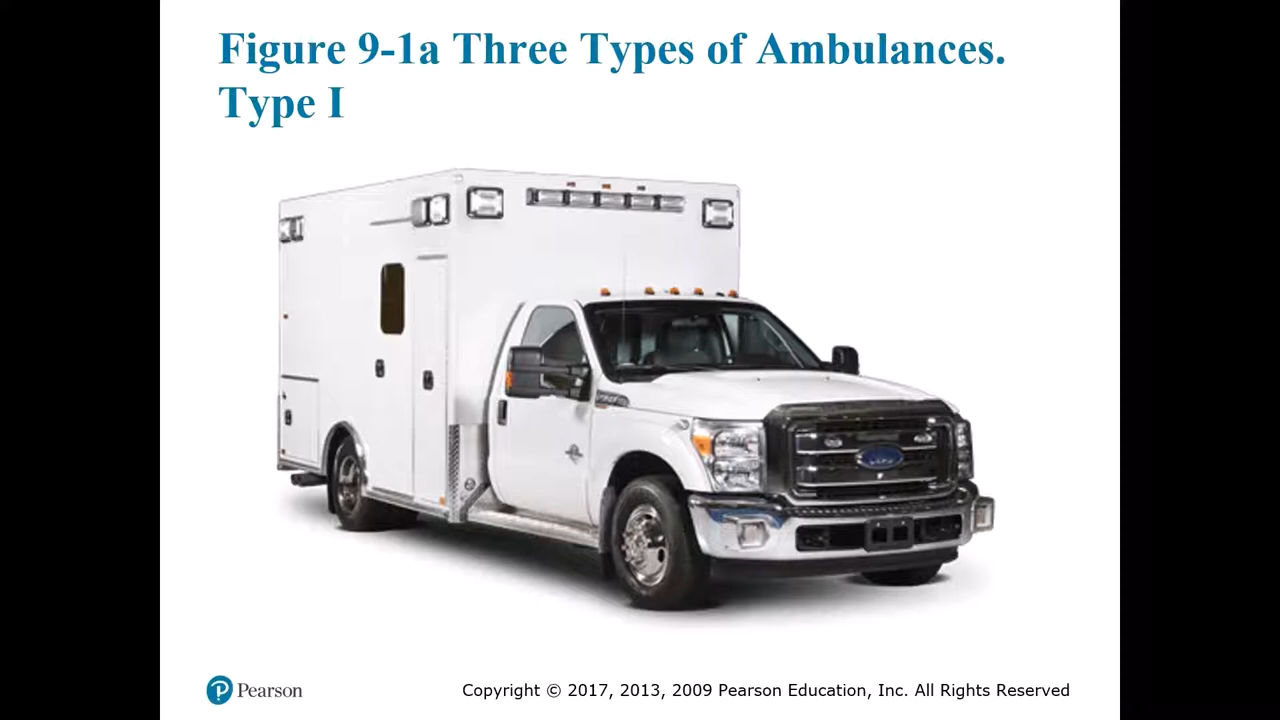 Figure 9-1a Three Types of Ambulances.
Type I
Ford
Pearson
Copyright © 2017, 2013, 2009 Pearson Education, Inc. All Rights Reserved